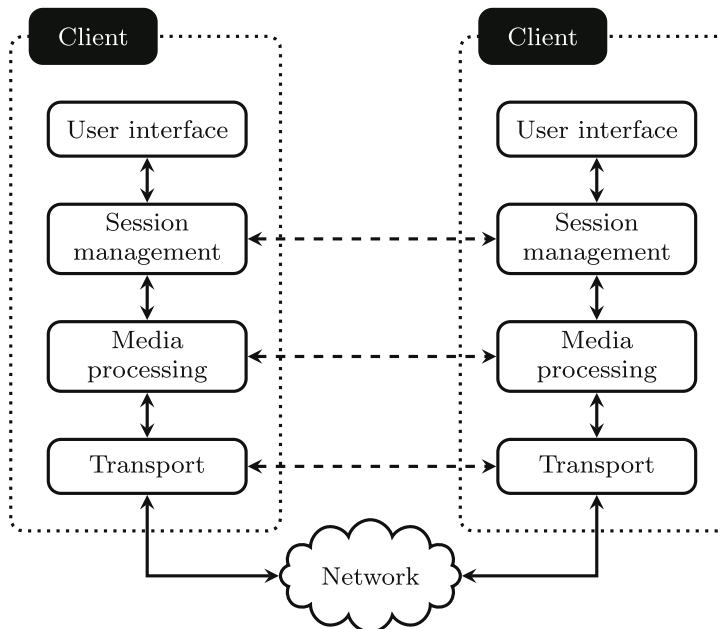 Client
Client
User interface
User interface
Session
management
Session
management
Media
processing
Media
processing
Transport
Transport
Network